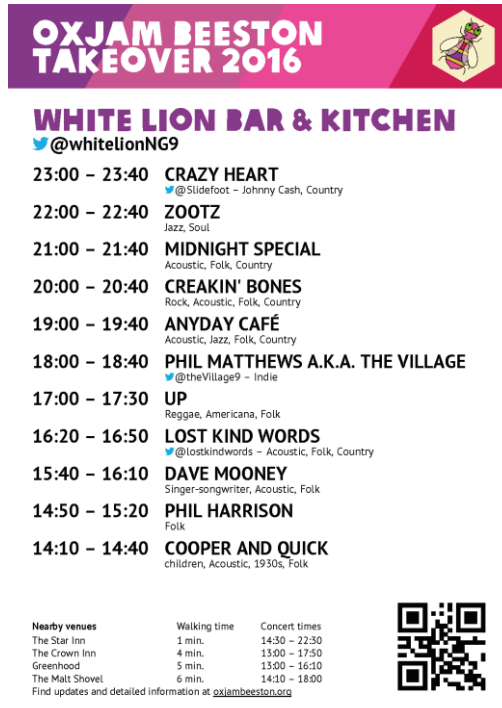 OXJAM BEESTON
TAKEOVER 2016
WHITE LION BAR & KITCHEN
@whitelionNG9
23:00 – 23:40 CRAZY HEART
@Slidefoot – Johnny Cash, Country
22:00 – 22:40 ZOOTZ
Jazz, Soul
21:00 – 21:40 MIDNIGHT SPECIAL
Acoustic, Folk, Country
20:00 – 20:40 CREAKIN' BONES
Rock, Acoustic, Folk, Country
19:00 – 19:40 ANYDAY CAFÉ
Acoustic, Jazz, Folk, Country
18:00 – 18:40 PHIL MATTHEWS A.K.A. THE VILLAGE
@theVillage9 – Indie
17:00 – 17:30 UP
Reggae, Americana, Folk
16:20 – 16:50 LOST KIND WORDS
@lostkindwords – Acoustic, Folk, Country
15:40 – 16:10 DAVE MOONEY
Singer-songwriter, Acoustic, Folk
14:50 – 15:20 PHIL HARRISON
Folk
14:10 – 14:40 COOPER AND QUICK
children, Acoustic, 1930s, Folk
Nearby venues Walking time Concert times
The Star Inn 1 min. 14:30 – 22:30
The Crown Inn 4 min. 13:00 – 17:50
Greenhood 5 min. 13:00 – 16:10
The Malt Shovel 6 min. 14:10 – 18:00
Find updates and detailed information at oxjambeeston.org